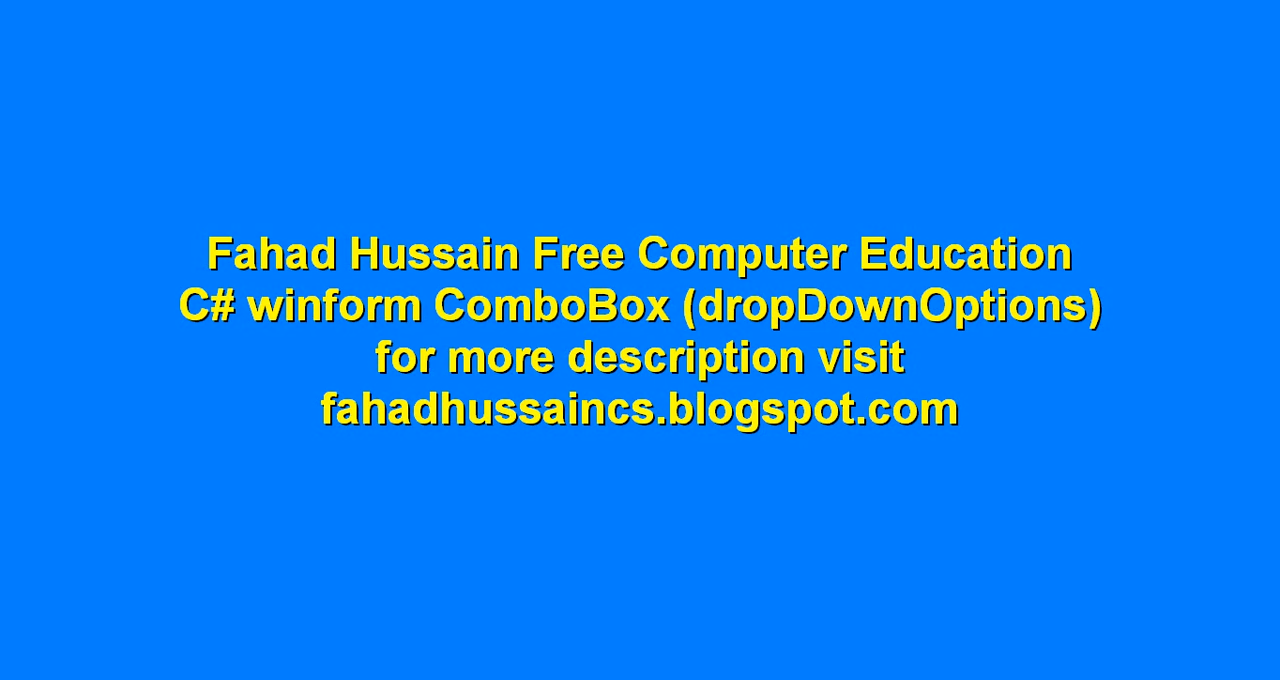 Fahad Hussain Free Computer Education
C# winform ComboBox (dropDownOptions)
for more description visit
fahadhussaincs.blogspot.com